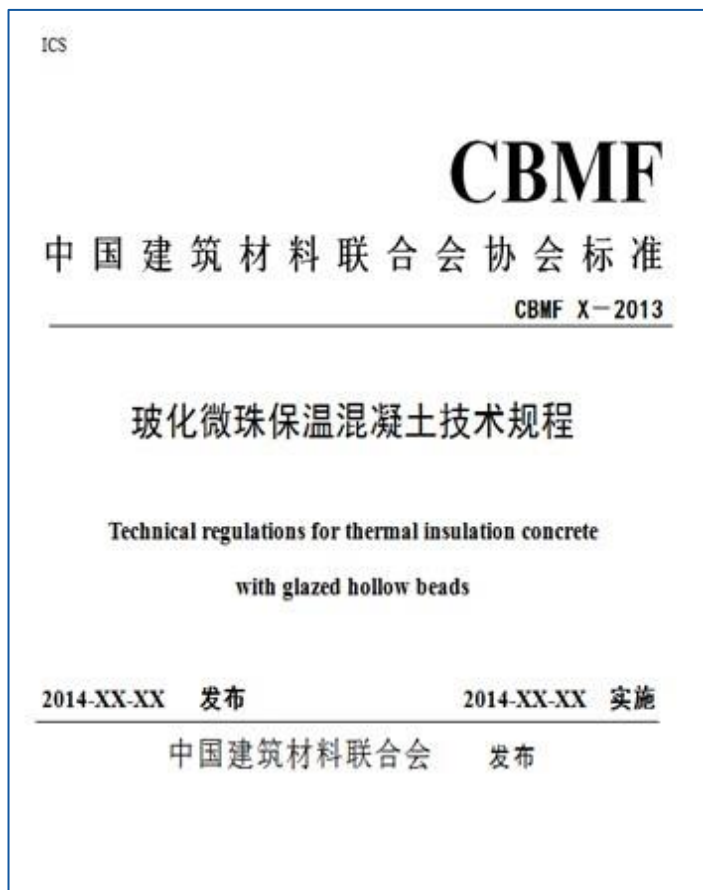 ICS
CBMF
中国建筑材料联合会协会标准
CBMF X－2013
玻化微珠保温混凝土技术规程
Technical regulations for thermal insulation concrete
with glazed hollow beads
2014-XX-XX 发布 2014-XX-XX 实施
中国建筑材料联合会 发布